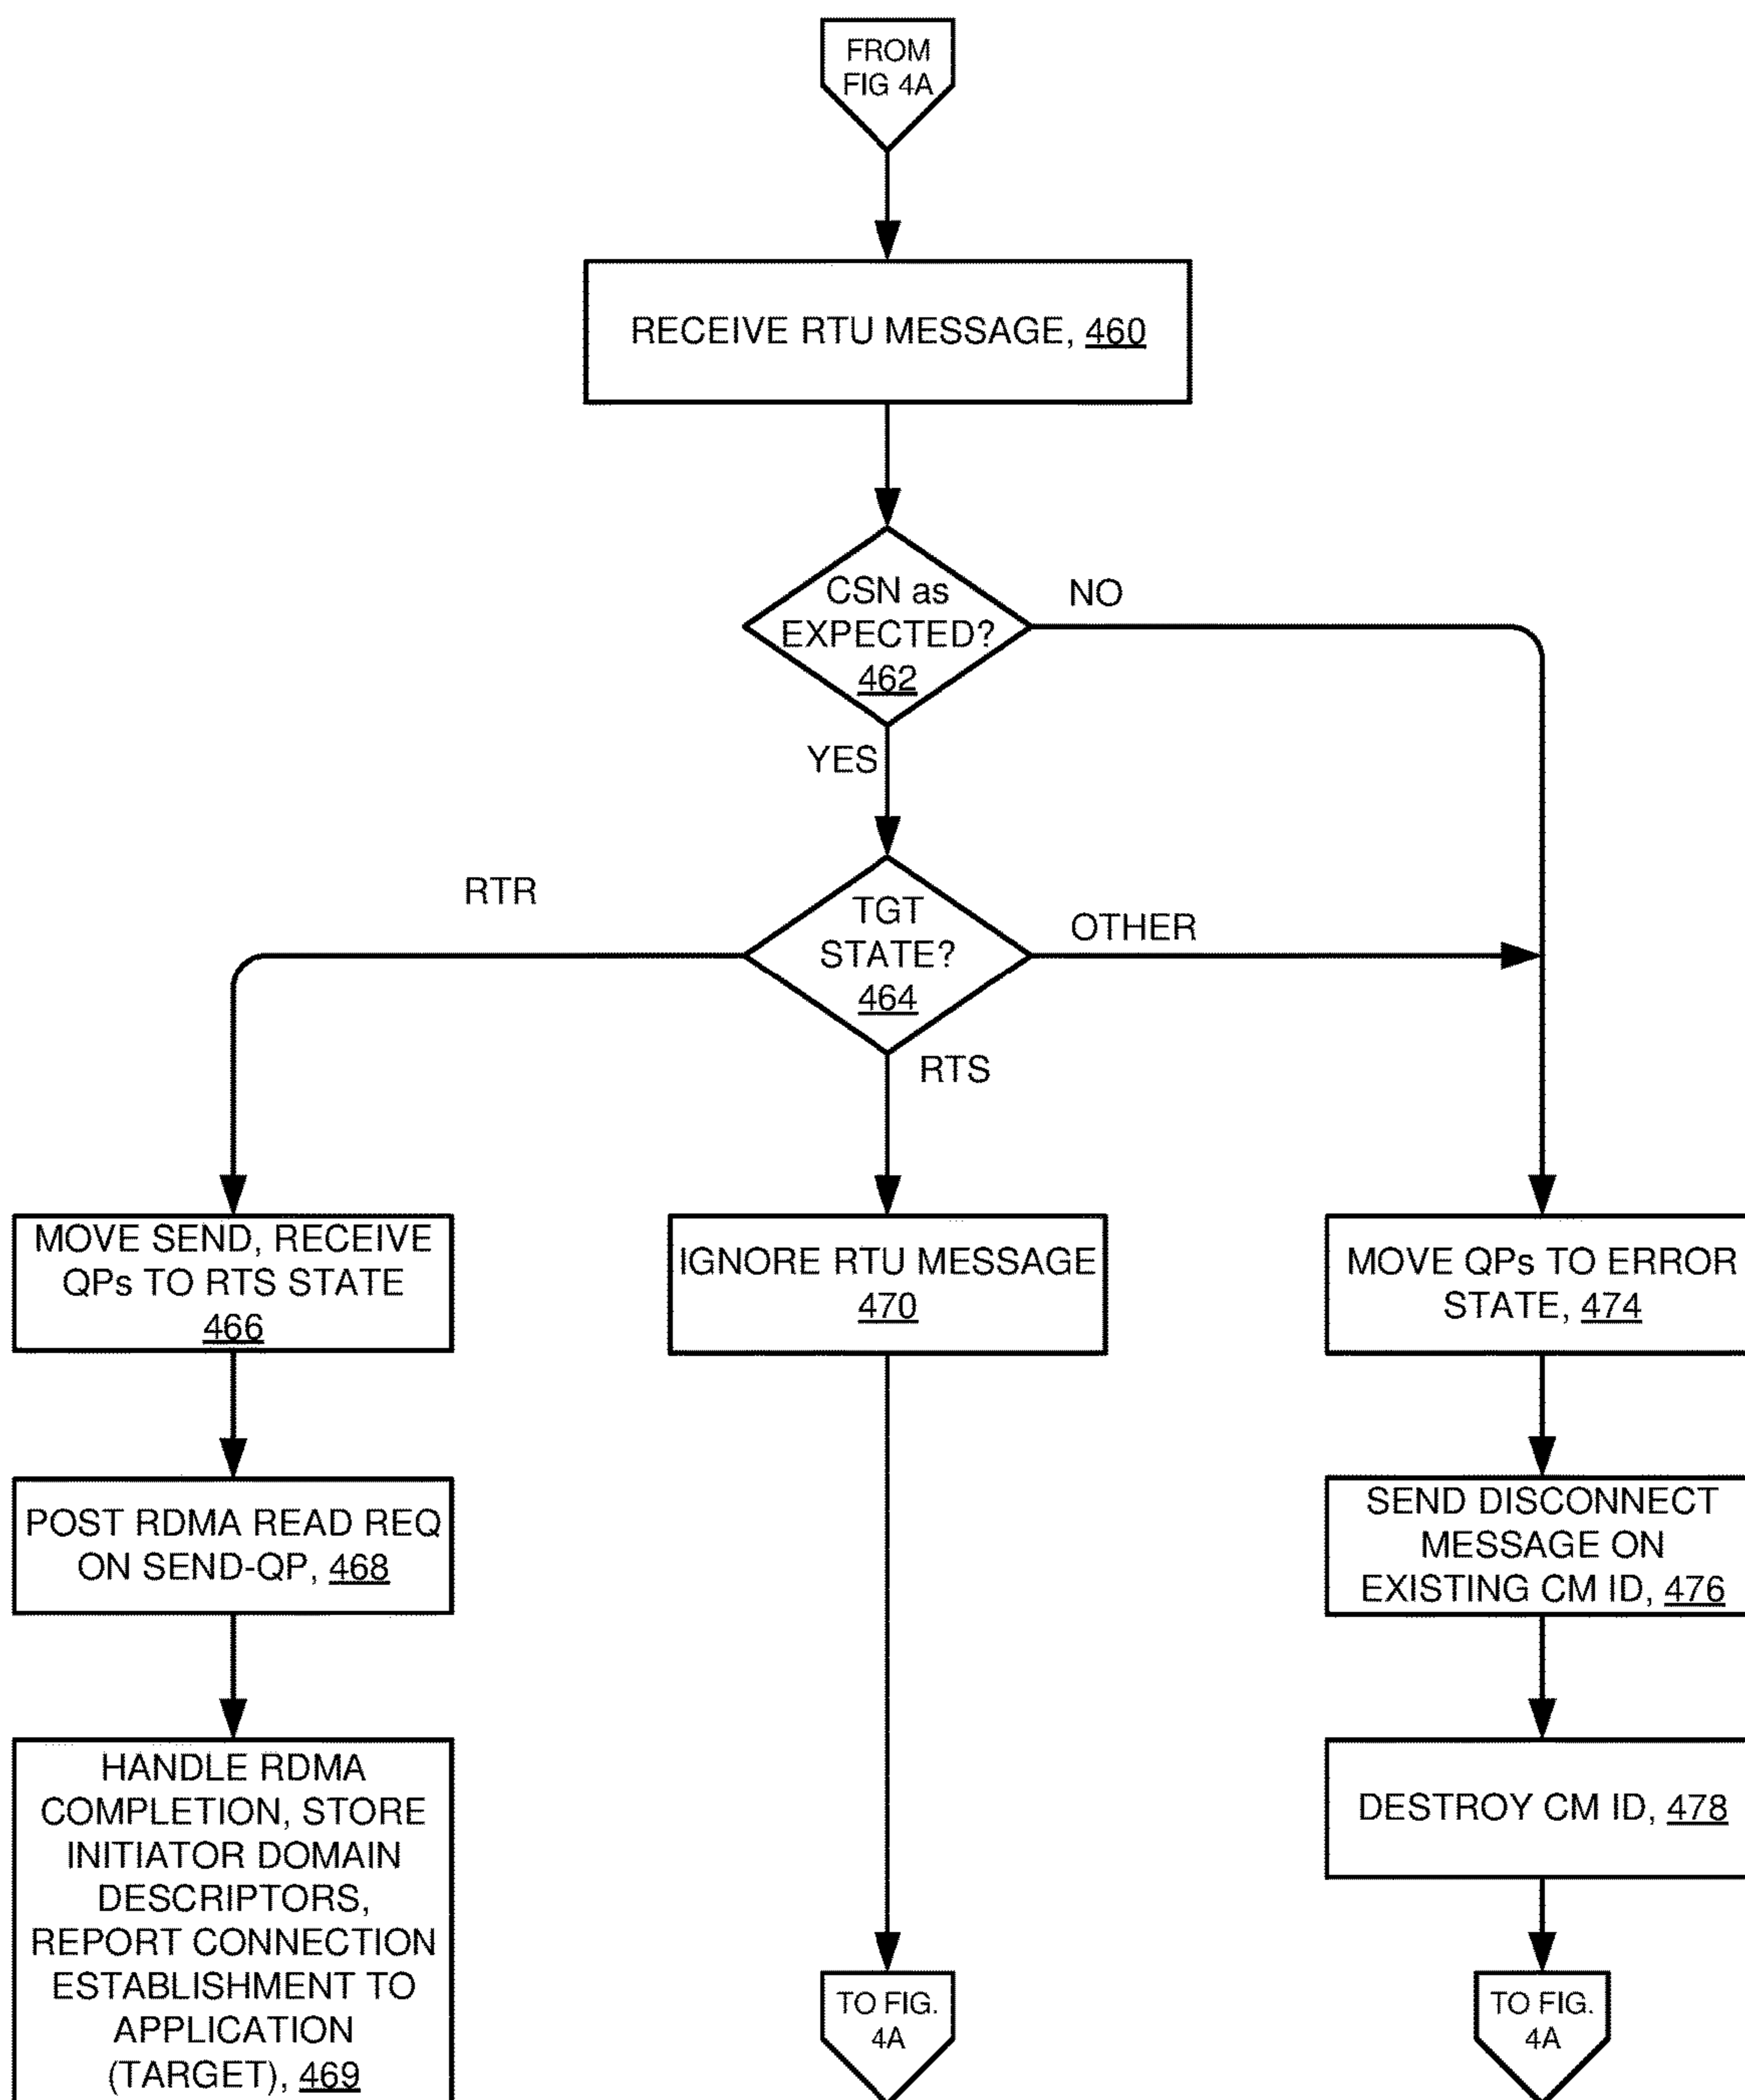 FROM
FIG 4A
RECEIVE RTU MESSAGE, 460
CSN as
EXPECTED?
462
NO
YES
RTR
TGT
STATE?
464
OTHER
RTS
MOVE SEND, RECEIVE
QPs TO RTS STATE
466
IGNORE RTU MESSAGE
470
MOVE QPs TO ERROR
STATE, 474
POST RDMA READ REQ
ON SEND-QP, 468
SEND DISCONNECT
MESSAGE ON
EXISTING CM ID, 476
HANDLE RDMA
COMPLETION, STORE
INITIATOR DOMAIN
DESCRIPTORS,
REPORT CONNECTION
ESTABLISHMENT TO
APPLICATION
(TARGET), 469
DESTROY CM ID, 478
TO FIG.
4A
TO FIG.
4A